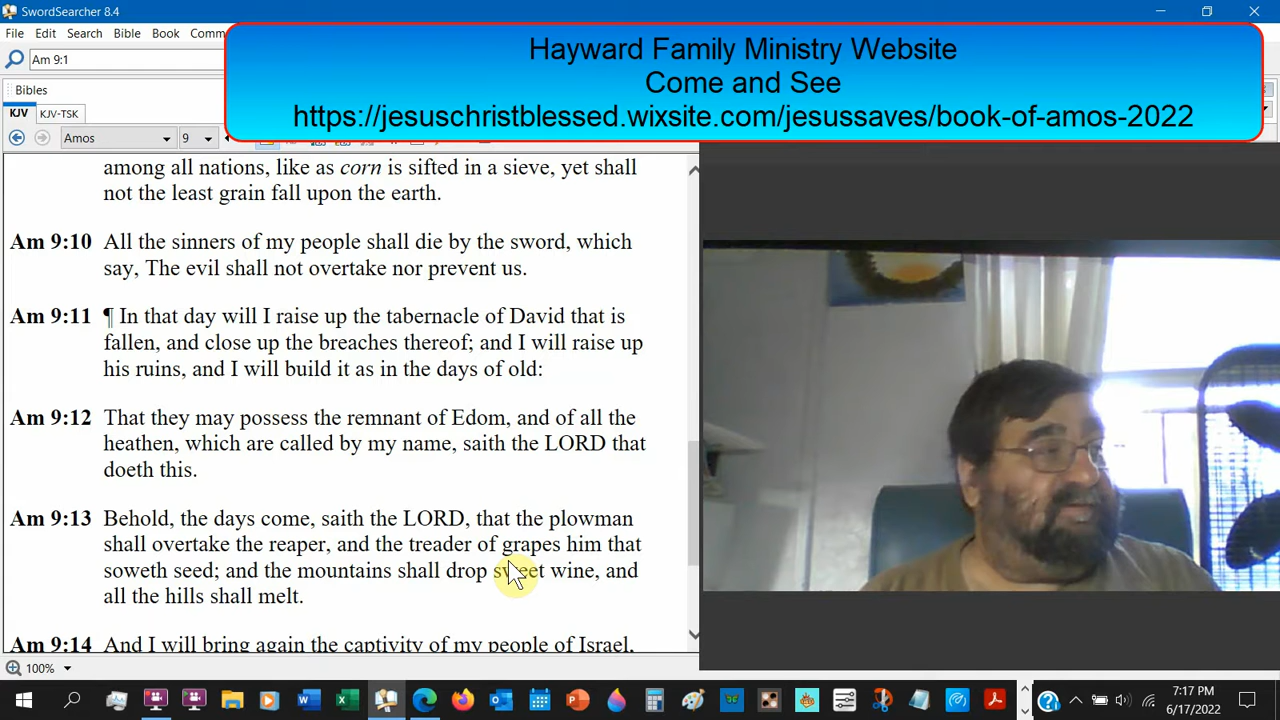 SwordSearcher 8.4
File Edit Search Bible Book Comm
Hayward Family Ministry Website
Come and See
https://jesuschristblessed.wixsite.com/jesussaves/book-of-amos-2022
Am 9:1
Bibles
KJV KJV-TSK
Amos 9
among all nations, like as corn is sifted in a sieve, yet shall
not the least grain fall upon the earth.
Am 9:10 All the sinners of my people shall die by the sword, which
say, The evil shall not overtake nor prevent us.
Am 9:11 ¶ In that day will I raise up the tabernacle of David that is
fallen, and close up the breaches thereof; and I will raise up
his ruins, and I will build it as in the days of old:
Am 9:12 That they may possess the remnant of Edom, and of all the
heathen, which are called by my name, saith the LORD that
doeth this.
Am 9:13 Behold, the days come, saith the LORD, that the plowman
shall overtake the reaper, and the treader of grapes him that
soweth seed; and the mountains shall drop sweet wine, and
all the hills shall melt.
Am 9:14 And I will bring again the captivity of my people of Israel,
100%
7:17 PM
6/17/2022